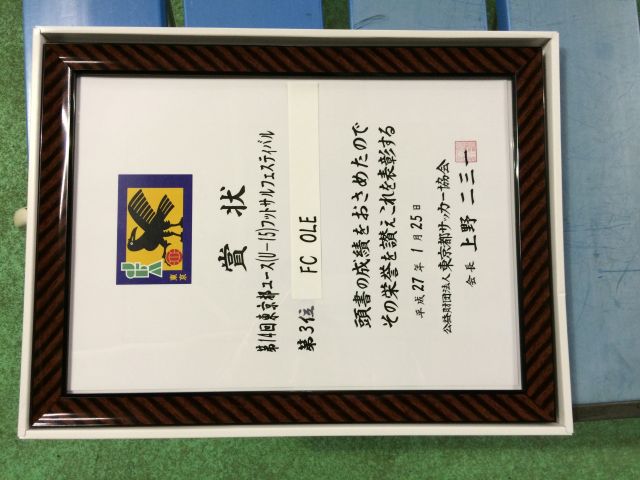 東京
賞状
第14回東京都ユース(U-15)フットサルフェスティバル
第3位 FC OLE
頭書の成績をおさめたので
その栄誉を讃えこれを表彰する
平成27年1月25日
公益財団法人東京都サッカー協会
会長 上野二三一